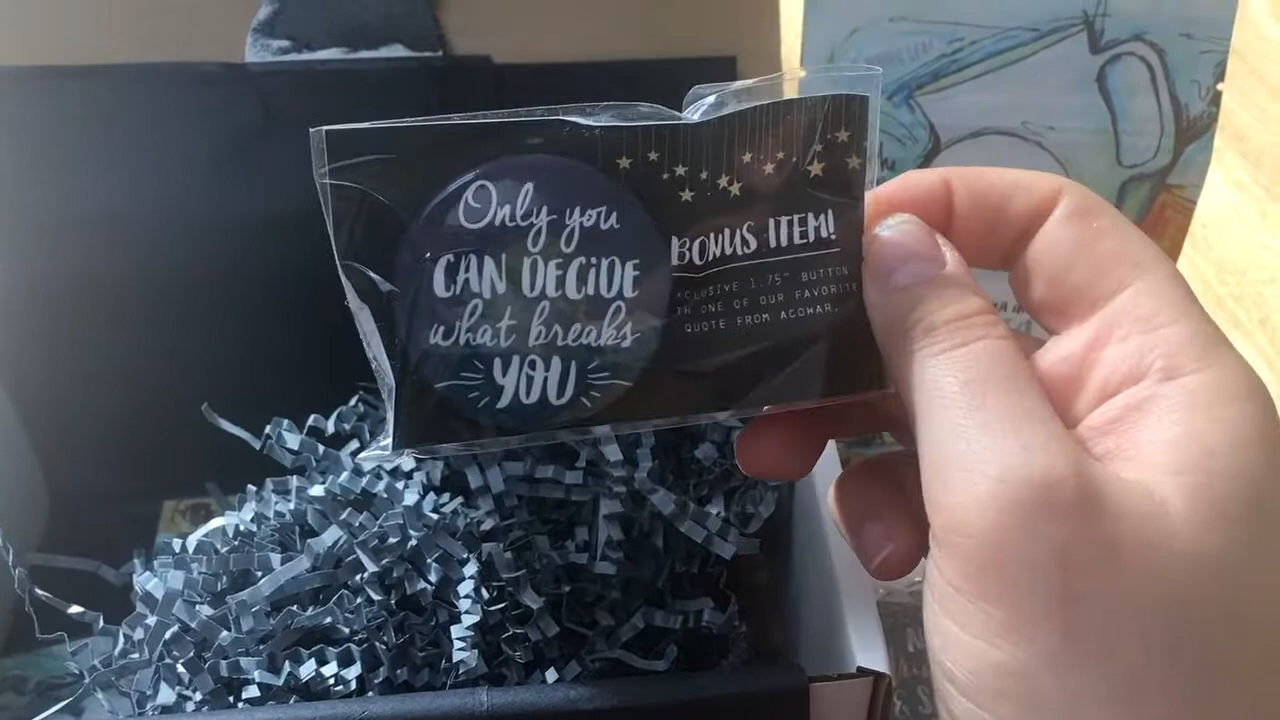 Only you
CAN DECIDE
what breaks
YOU
BONUS ITEM!
XCLUSIVE 1.75" BUTTON
TH ONE OF OUR FAVORITE
QUOTE FROM ACOWAR.